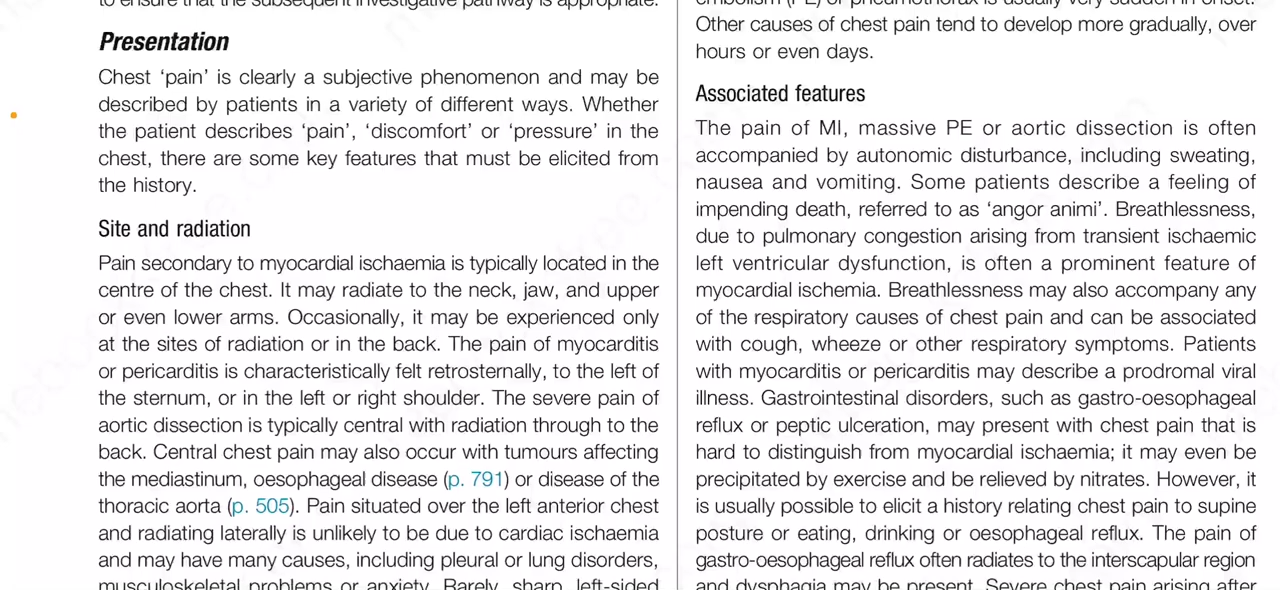 to ensure that the subsequent investigative pathway is appropriate.
Presentation
Chest ‘pain’ is clearly a subjective phenomenon and may be
described by patients in a variety of different ways. Whether
the patient describes ‘pain’, ‘discomfort’ or ‘pressure’ in the
chest, there are some key features that must be elicited from
the history.
Site and radiation
Pain secondary to myocardial ischaemia is typically located in the
centre of the chest. It may radiate to the neck, jaw, and upper
or even lower arms. Occasionally, it may be experienced only
at the sites of radiation or in the back. The pain of myocarditis
or pericarditis is characteristically felt retrosternally, to the left of
the sternum, or in the left or right shoulder. The severe pain of
aortic dissection is typically central with radiation through to the
back. Central chest pain may also occur with tumours affecting
the mediastinum, oesophageal disease (p. 791) or disease of the
thoracic aorta (p. 505). Pain situated over the left anterior chest
and radiating laterally is unlikely to be due to cardiac ischaemia
and may have many causes, including pleural or lung disorders,
musculoskeletal problems or anxiety. Rarely, sharp, left-sided
embolism (PE) or pneumothorax is usually very sudden in onset.
Other causes of chest pain tend to develop more gradually, over
hours or even days.
Associated features
The pain of MI, massive PE or aortic dissection is often
accompanied by autonomic disturbance, including sweating,
nausea and vomiting. Some patients describe a feeling of
impending death, referred to as ‘angor animi’. Breathlessness,
due to pulmonary congestion arising from transient ischaemic
left ventricular dysfunction, is often a prominent feature of
myocardial ischemia. Breathlessness may also accompany any
of the respiratory causes of chest pain and can be associated
with cough, wheeze or other respiratory symptoms. Patients
with myocarditis or pericarditis may describe a prodromal viral
illness. Gastrointestinal disorders, such as gastro-oesophageal
reflux or peptic ulceration, may present with chest pain that is
hard to distinguish from myocardial ischaemia; it may even be
precipitated by exercise and be relieved by nitrates. However, it
is usually possible to elicit a history relating chest pain to supine
posture or eating, drinking or oesophageal reflux. The pain of
gastro-oesophageal reflux often radiates to the interscapular region
and dysphagia may be present. Severe chest pain arising after